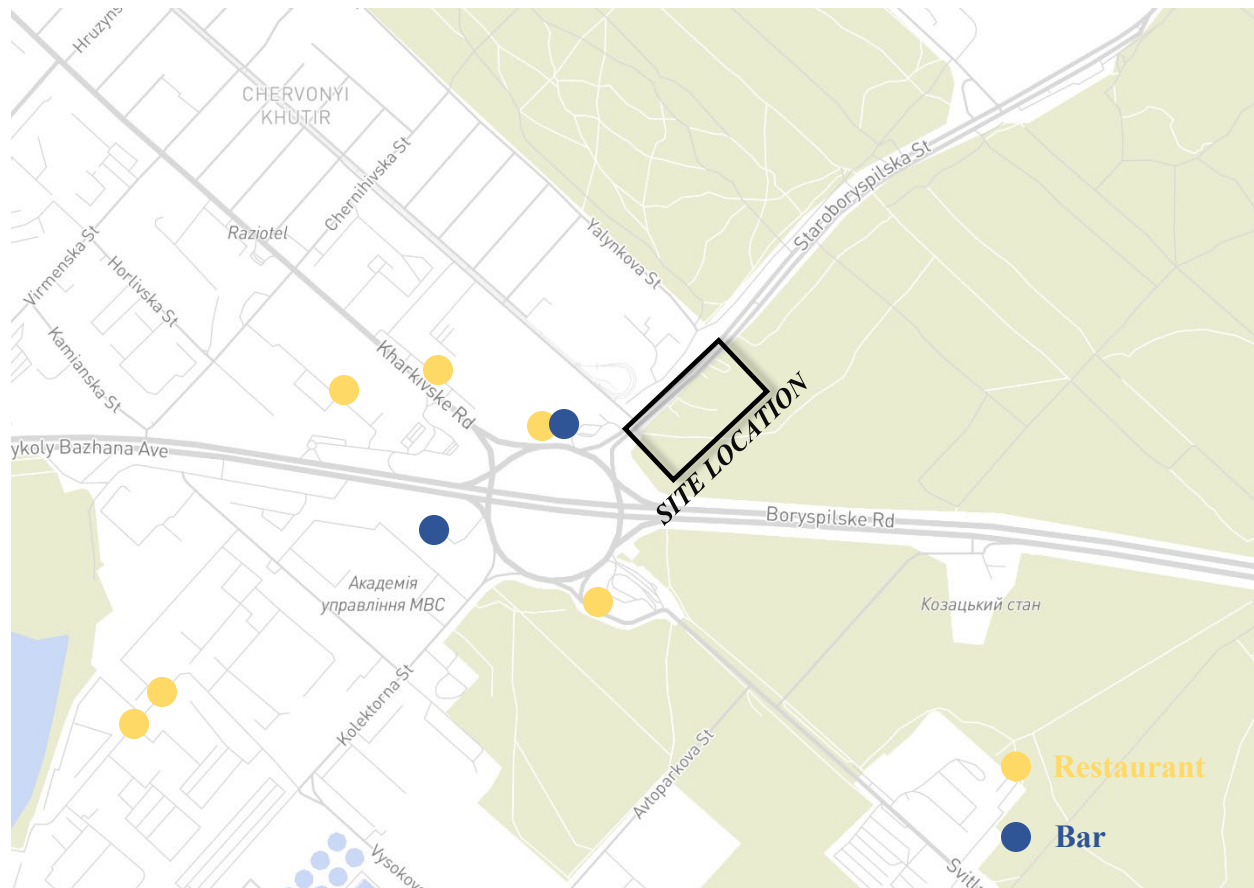 Hruzyns
CHERVONYI
KHUTIR
Chernihivska St
Staroboryspilska St
Raziotel
Yalynkova St
Virmenska St
Horlivska St
Kamianska St
Kharkivske Rd
SITE LOCATION
ykoly Bazhana Ave
Boryspilske Rd
Академія
управління МВС
Козацький стан
Kolektorna St
Avtoparkova St
Restaurant
Bar
Vysokov
Svitla